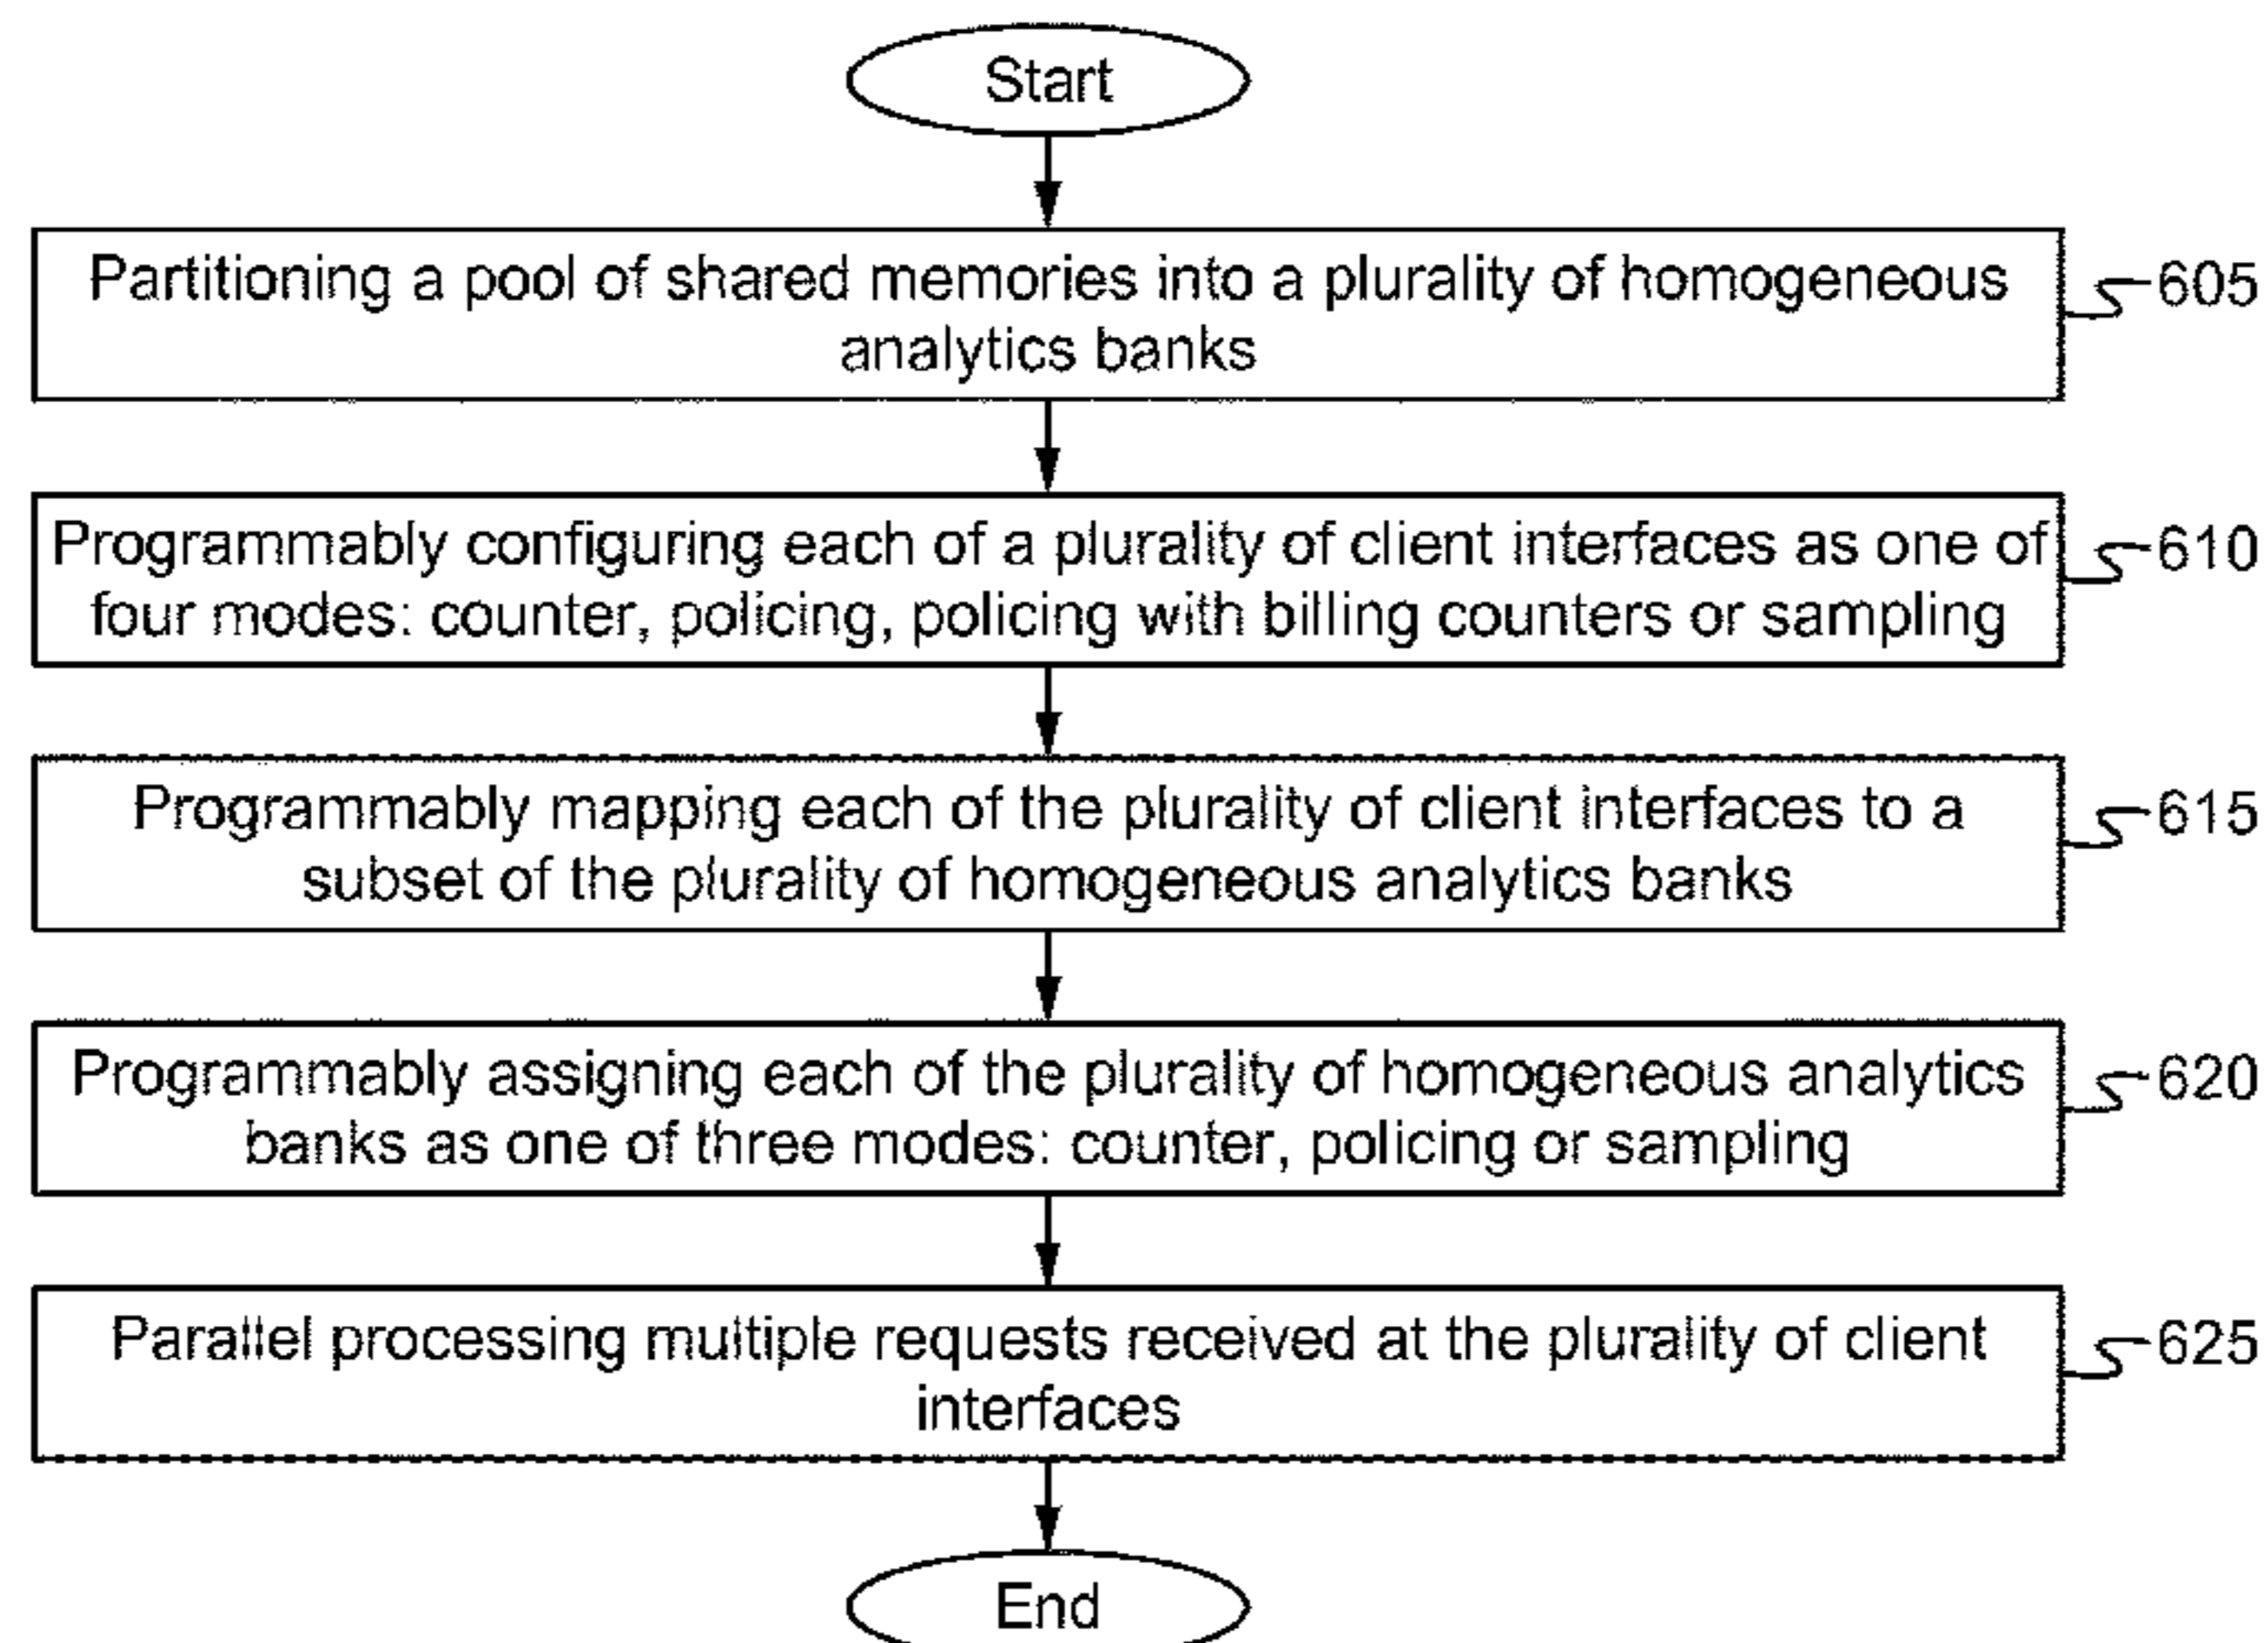 Start
Partitioning a pool of shared memories into a plurality of homogeneous
analytics banks
605
Programmably configuring each of a plurality of client interfaces as one of
four modes: counter, policing, policing with billing counters or sampling
610
Programmably mapping each of the plurality of client interfaces to a
subset of the plurality of homogeneous analytics banks
615
Programmably assigning each of the plurality of homogeneous analytics
banks as one of three modes: counter, policing or sampling
620
Parallel processing multiple requests received at the plurality of client
interfaces
625
End